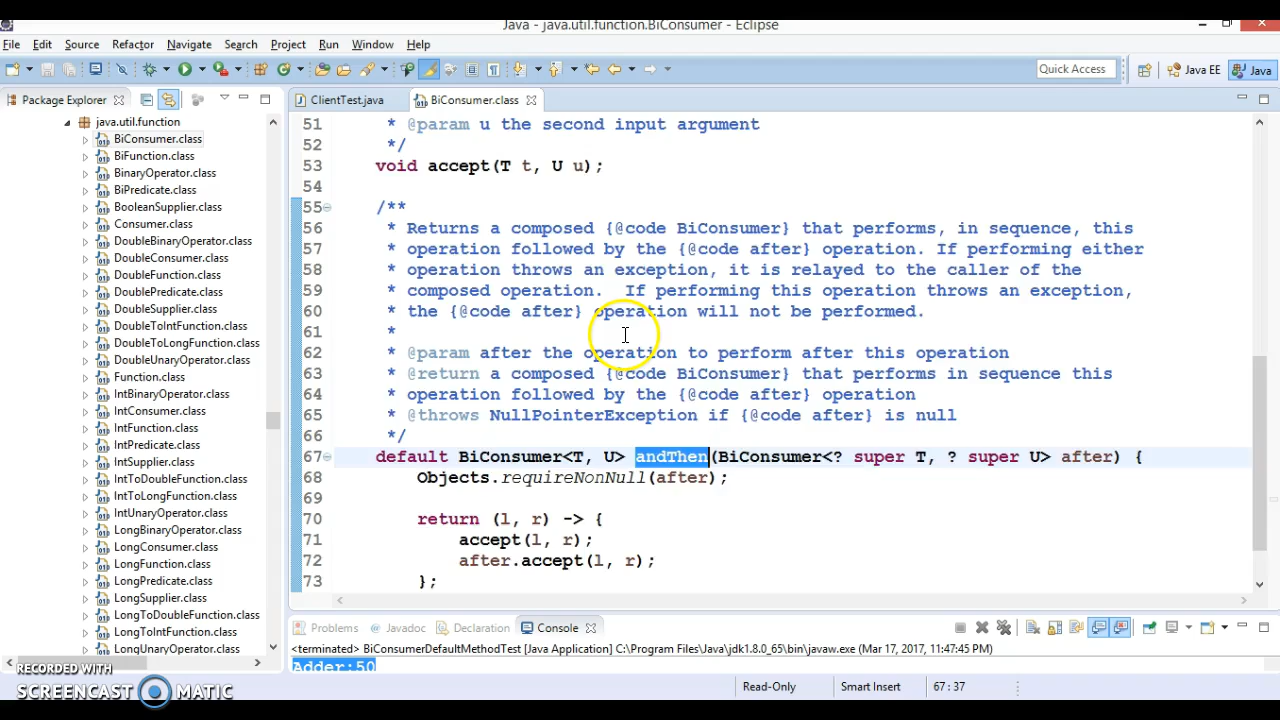 Java - java.util.function.BiConsumer - Eclipse
File Edit Source Refactor Navigate Search Project Run Window Help
Quick Access
Java EE
Java
Package Explorer
java.util.function
BiConsumer.class
BiFunction.class
BinaryOperator.class
BiPredicate.class
BooleanSupplier.class
Consumer.class
DoubleBinaryOperator.class
DoubleConsumer.class
DoubleFunction.class
DoublePredicate.class
DoubleSupplier.class
DoubleToIntFunction.class
DoubleToLongFunction.class
DoubleUnaryOperator.class
Function.class
IntBinaryOperator.class
IntConsumer.class
IntFunction.class
IntPredicate.class
IntSupplier.class
IntToDoubleFunction.class
IntToLongFunction.class
IntUnaryOperator.class
LongBinaryOperator.class
LongConsumer.class
LongFunction.class
LongPredicate.class
LongSupplier.class
LongToDoubleFunction.class
LongToIntFunction.class
LongUnaryOperator.class
ClientTest.java BiConsumer.class
51 * @param u the second input argument
52 */
53 void accept(T t, U u);
54
55 /**
56 * Returns a composed {@code BiConsumer} that performs, in sequence, this
57 * operation followed by the {@code after} operation. If performing either
58 * operation throws an exception, it is relayed to the caller of the
59 * composed operation.  If performing this operation throws an exception,
60 * the {@code after} operation will not be performed.
61 *
62 * @param after the operation to perform after this operation
63 * @return a composed {@code BiConsumer} that performs in sequence this
64 * operation followed by the {@code after} operation
65 * @throws NullPointerException if {@code after} is null
66 */
67 default BiConsumer<T, U> andThen(BiConsumer<? super T, ? super U> after) {
68 Objects.requireNonNull(after);
69
70 return (l, r) -> {
71 accept(l, r);
72 after.accept(l, r);
73 };
Problems Javadoc Declaration Console
<terminated> BiConsumerDefaultMethodTest [Java Application] C:\Program Files\Java\jdk1.8.0_65\bin\javaw.exe (Mar 17, 2017, 11:47:45 PM)
Adder:50
Read-Only Smart Insert 67 : 37
RECORDED WITH
SCREENCAST MATIC